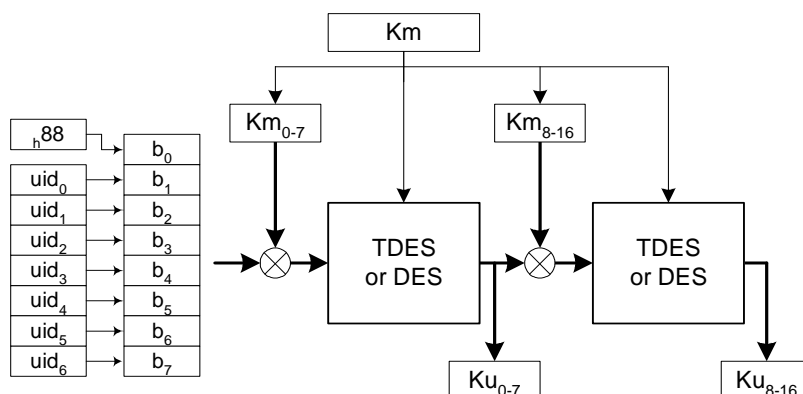 Km
Km0-7
Km8-16
h88
b0
uid0
b1
uid1
b2
uid2
b3
uid3
b4
uid4
b5
uid5
b6
uid6
b7
TDES
or DES
TDES
or DES
Ku0-7
Ku8-16